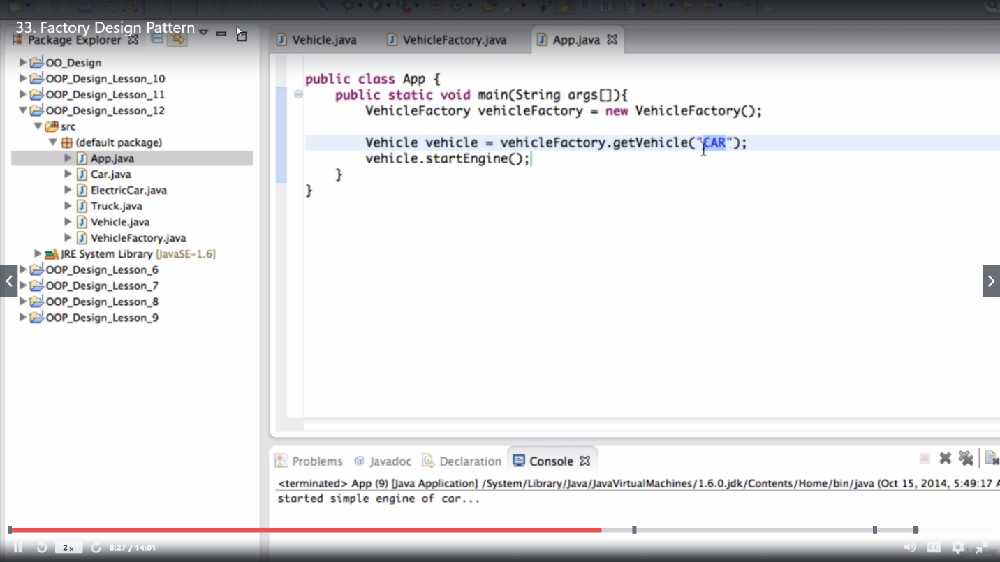 33. Factory Design Pattern
Package Explorer
OO_Design
OOP_Design_Lesson_10
OOP_Design_Lesson_11
OOP_Design_Lesson_12
src
(default package)
App.java
Car.java
ElectricCar.java
Truck.java
Vehicle.java
VehicleFactory.java
JRE System Library [JavaSE-1.6]
OOP_Design_Lesson_6
OOP_Design_Lesson_7
OOP_Design_Lesson_8
OOP_Design_Lesson_9
Vehicle.java VehicleFactory.java App.java
public class App {
public static void main(String args[]){
VehicleFactory vehicleFactory = new VehicleFactory();
Vehicle vehicle = vehicleFactory.getVehicle("CAR");
vehicle.startEngine();
}
}
Problems @ Javadoc Declaration Console
<terminated> App (9) [Java Application] /System/Library/Java/JavaVirtualMachines/1.6.0.jdk/Contents/Home/bin/java (Oct 15, 2014, 5:49:17 A
started simple engine of car...
2x 8:27 / 14:01 CC